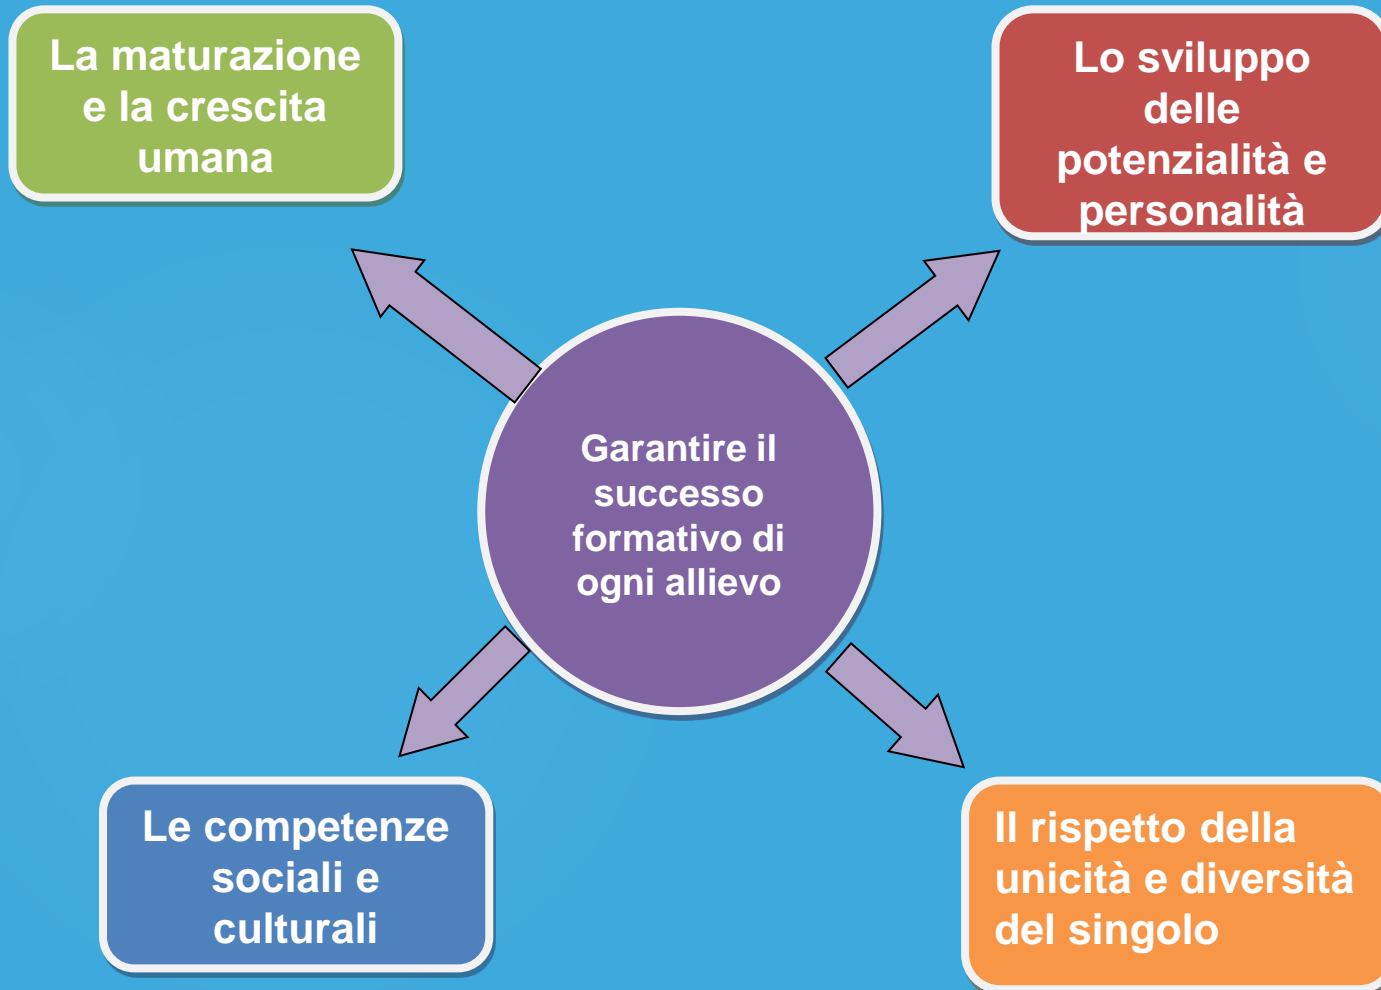 La maturazione
e la crescita
umana
Lo sviluppo
delle
potenzialità e
personalità
Garantire il
successo
formativo di
ogni allievo
Le competenze
sociali e
culturali
Il rispetto della
unicità e diversità
del singolo